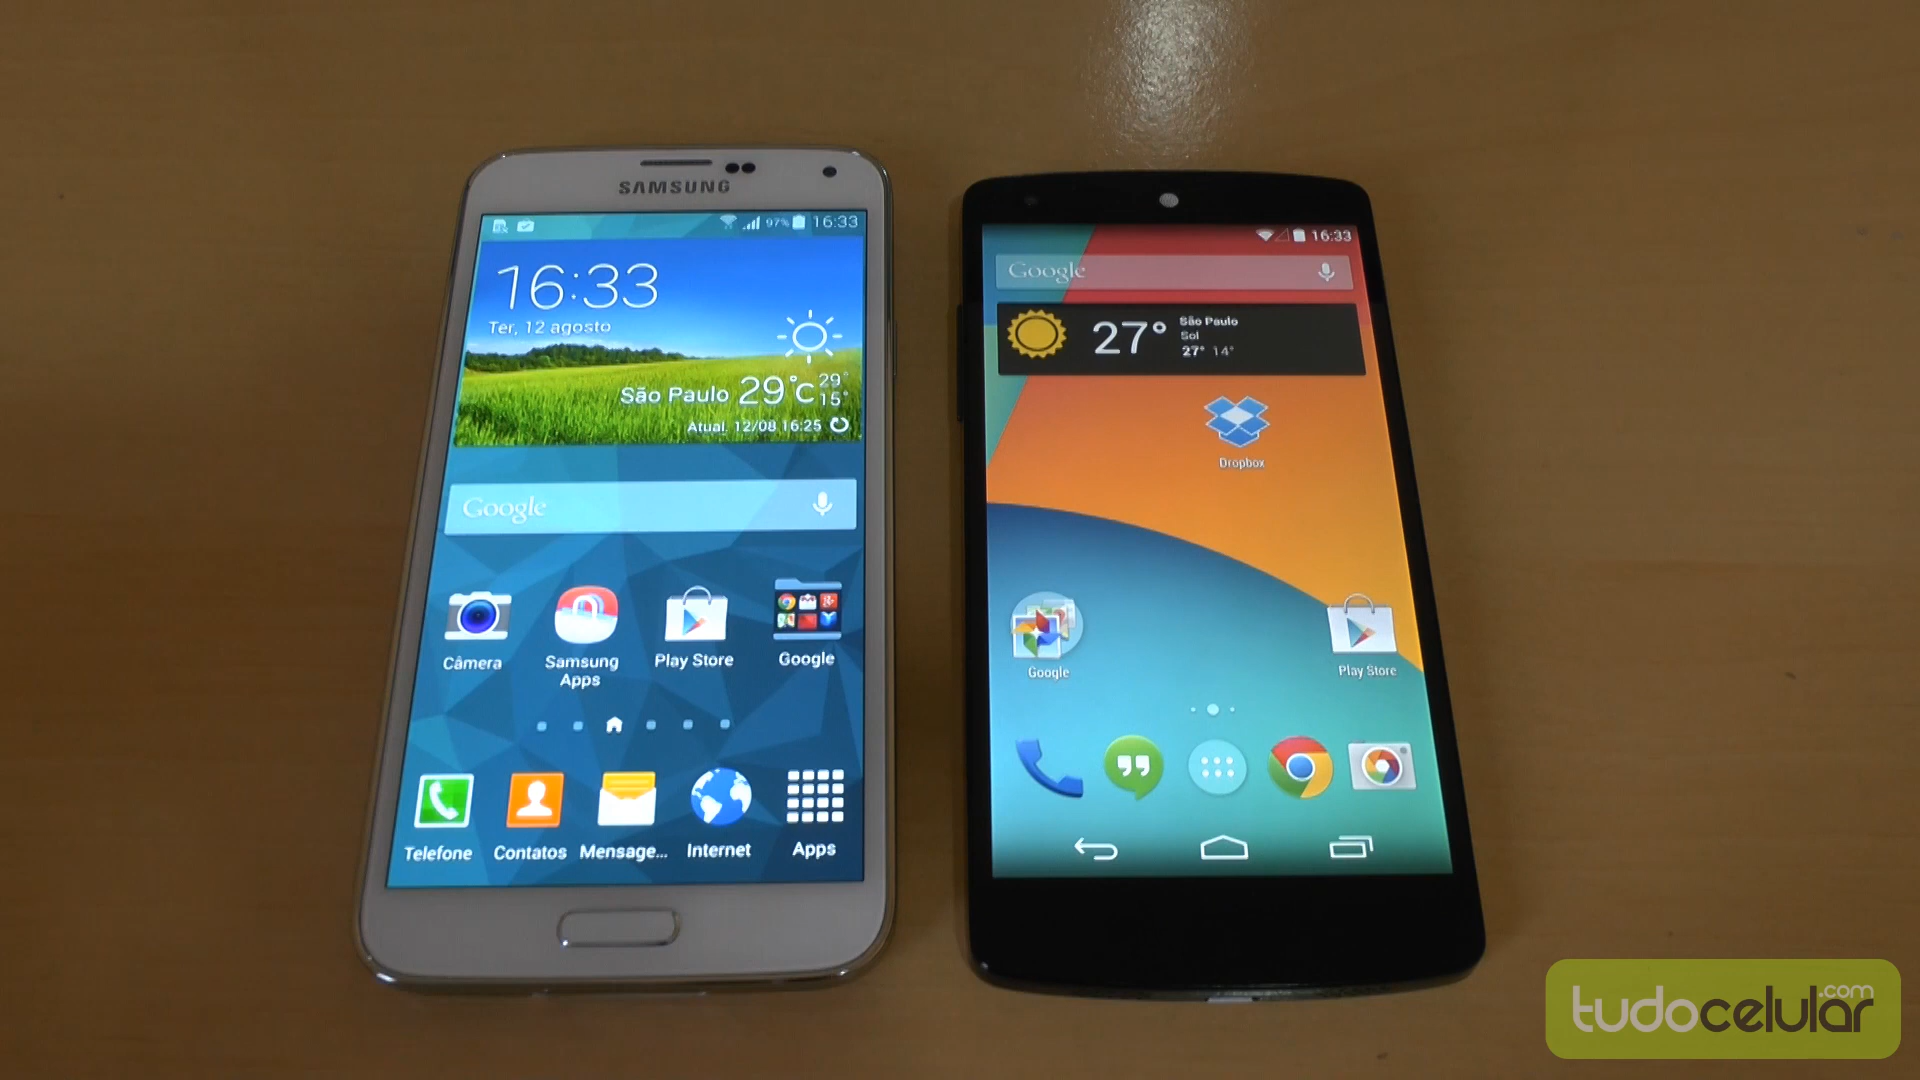 SAMSUNG
97% 16:33
16:33
Ter, 12 agosto
São Paulo 29°C 29° 15°
Atual. 12/08 16:25
Google
Câmera
Samsung Apps
Play Store
Google
Telefone
Contatos
Mensage...
Internet
Apps
16:33
Google
27°
São Paulo
Sol
27° 14°
Dropbox
Google
Play Store
tudocelular.com